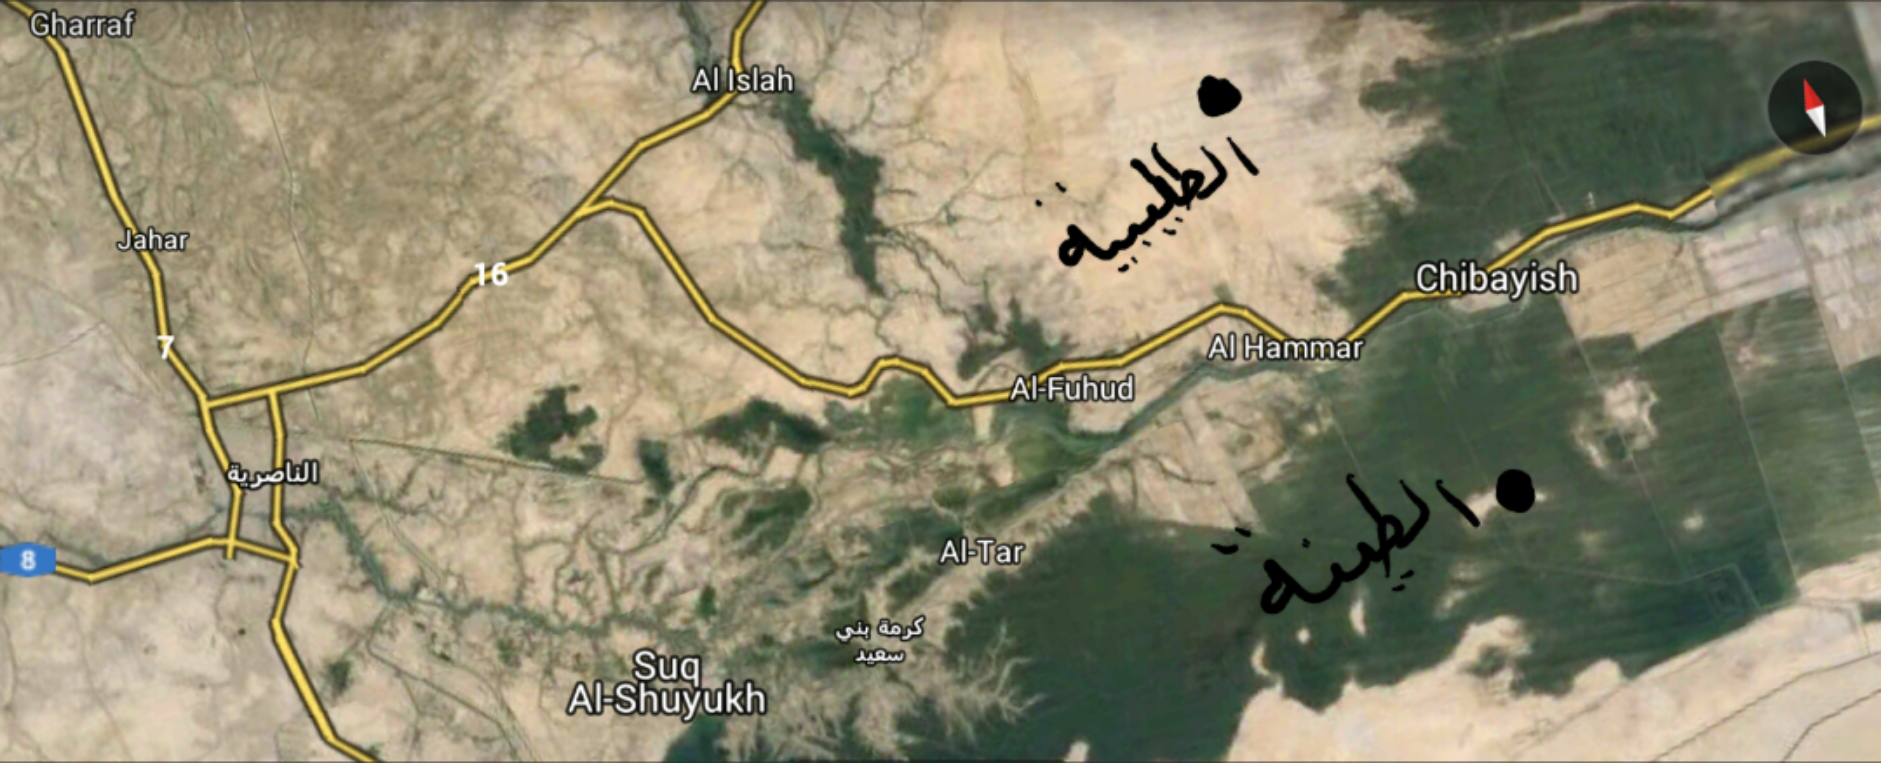 Gharraf
Al Islah
الطليبية
Jahar
16
Chibayish
7
Al Hammar
Al-Fuhud
الناصرية
الطينة
8
Al-Tar
كرمة بني
سعيد
Suq
Al-Shuyukh